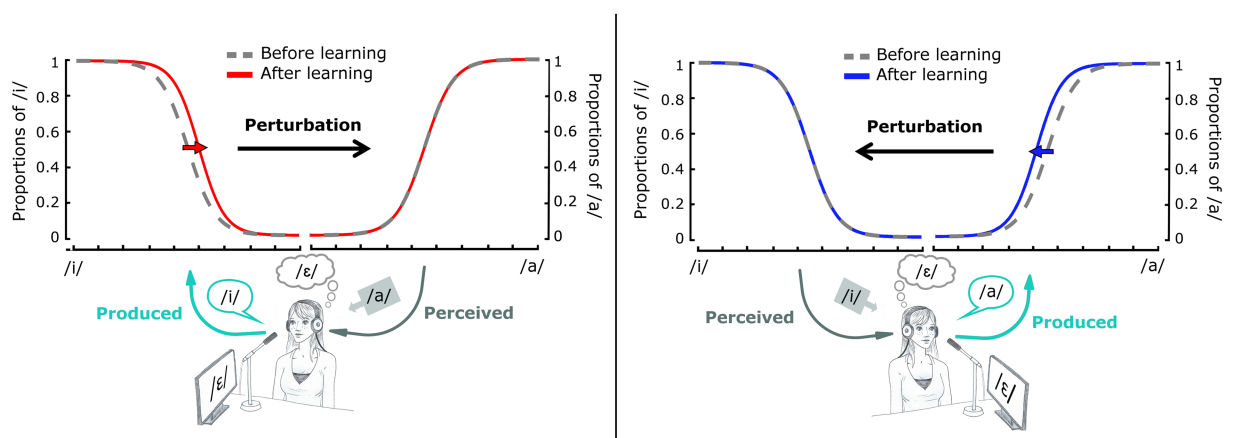 Before learning
After learning
Proportions of /i/
1
0.8
0.6
0.4
0.2
0
Perturbation
1
0.8
0.6
0.4
0.2
0
Proportions of /a/
/i/
/a/
/ɛ/
/i/
/a/
Produced
Perceived
/ɛ/
Before learning
After learning
Proportions of /i/
1
0.8
0.6
0.4
0.2
0
Perturbation
1
0.8
0.6
0.4
0.2
0
Proportions of /a/
/i/
/a/
/ɛ/
/i/
/a/
Perceived
Produced
/ɛ/